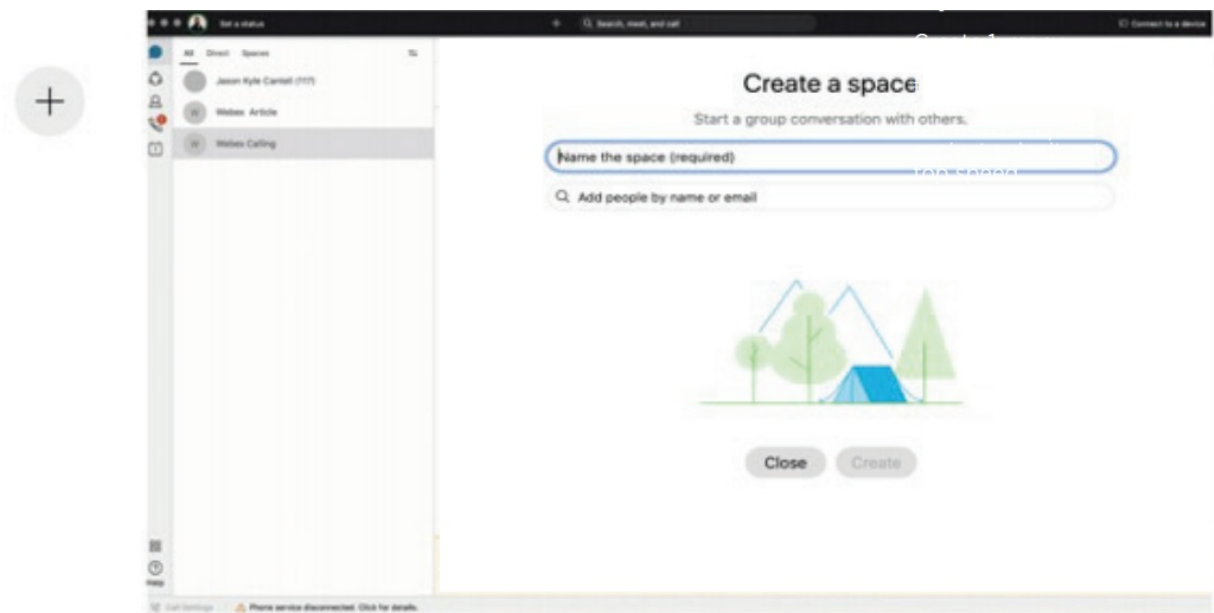 Set a status
Search, meet, and call
Connect to a device
All Direct Spaces
Jason Kyle Cantell (117)
W Webex Article
W Webex Calling
Create a space
Start a group conversation with others.
Name the space (required)
top speed
Add people by name or email
Close Create
Help
Call Settings Phone service disconnected. Click for details.